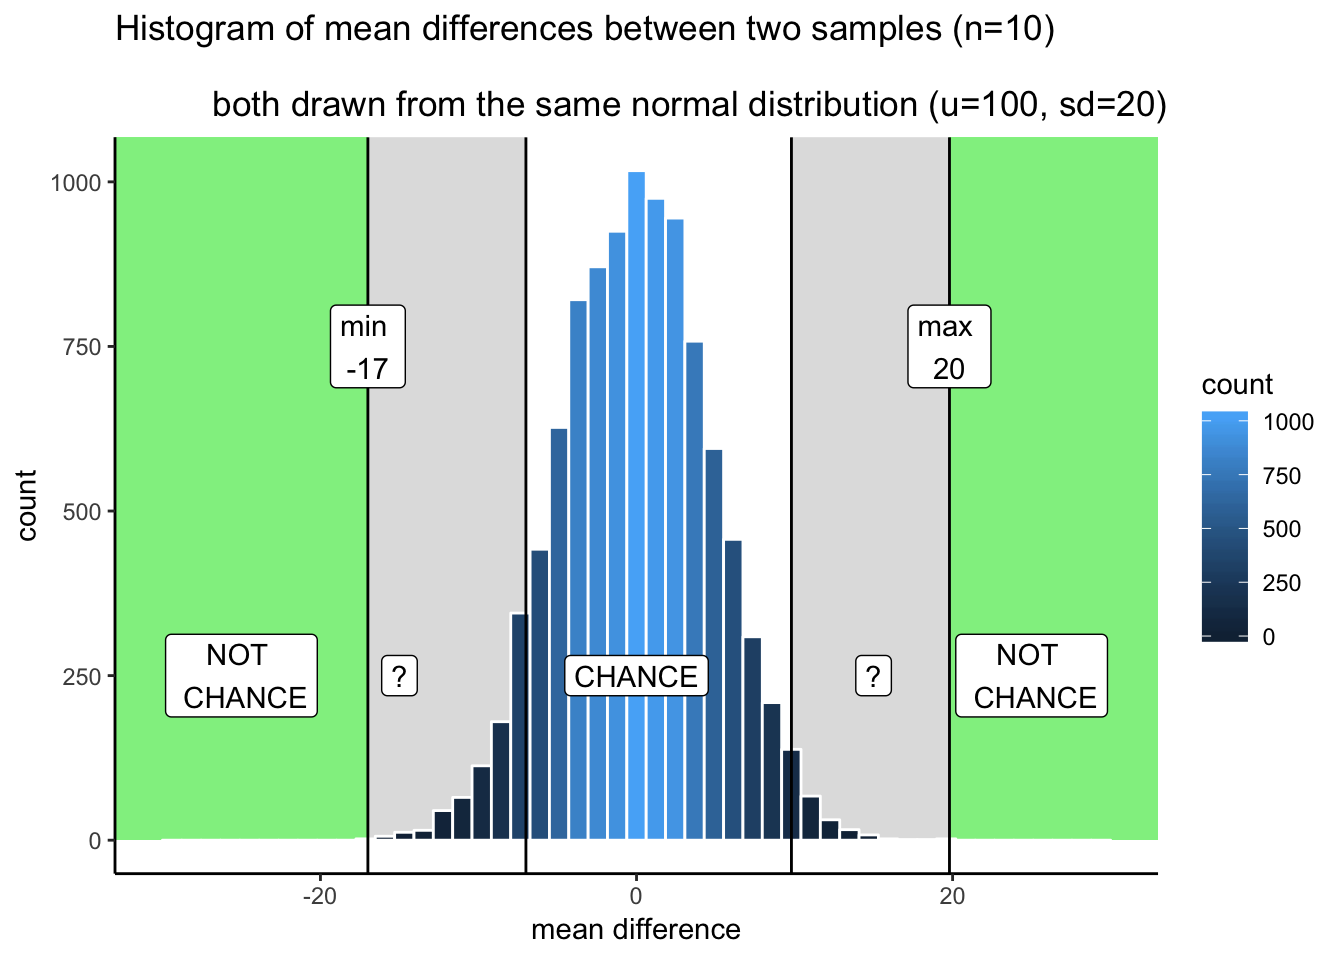 Histogram of mean differences between two samples (n=10)
both drawn from the same normal distribution (u=100, sd=20)
1000
750
500
250
0
count
min
-17
max
20
NOT
CHANCE
?
CHANCE
?
NOT
CHANCE
-20
0
20
mean difference
count
1000
750
500
250
0